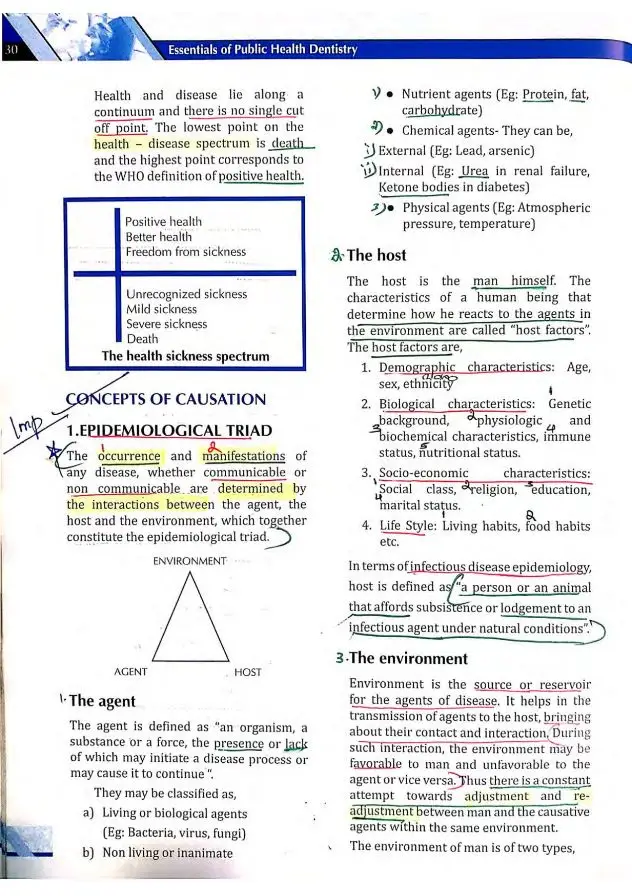 30
Essentials of Public Health Dentistry
Health and disease lie along a
continuum and there is no single cut
off point. The lowest point on the
health – disease spectrum is death
and the highest point corresponds to
the WHO definition of positive health.
Positive health
Better health
Freedom from sickness
Unrecognized sickness
Mild sickness
Severe sickness
Death
The health sickness spectrum
CONCEPTS OF CAUSATION
Imp
1.EPIDEMIOLOGICAL TRIAD
1 2
The occurrence and manifestations of
any disease, whether communicable or
non communicable are determined by
the interactions between the agent, the
host and the environment, which together
constitute the epidemiological triad.
ENVIRONMENT
AGENT
HOST
1. The agent
The agent is defined as "an organism, a
substance or a force, the presence or lack
of which may initiate a disease process or
may cause it to continue ".
They may be classified as,
a) Living or biological agents
(Eg: Bacteria, virus, fungi)
b) Non living or inanimate
1) • Nutrient agents (Eg: Protein, fat,
carbohydrate)
2) • Chemical agents- They can be,
i) External (Eg: Lead, arsenic)
ii) Internal (Eg: Urea in renal failure,
Ketone bodies in diabetes)
3) • Physical agents (Eg: Atmospheric
pressure, temperature)
2. The host
The host is the man himself. The
characteristics of a human being that
determine how he reacts to the agents in
the environment are called "host factors".
The host factors are,
1. Demographic characteristics: Age,
sex, ethnicity
2. Biological characteristics: Genetic
background, physiologic and
biochemical characteristics, immune
status, nutritional status.
3. Socio-economic characteristics:
Social class, religion, education,
marital status.
4. Life Style: Living habits, food habits
etc.
In terms of infectious disease epidemiology,
host is defined as "a person or an animal
that affords subsistence or lodgement to an
infectious agent under natural conditions".
3. The environment
Environment is the source or reservoir
for the agents of disease. It helps in the
transmission of agents to the host, bringing
about their contact and interaction. During
such interaction, the environment may be
favorable to man and unfavorable to the
agent or vice versa. Thus there is a constant
attempt towards adjustment and re-
adjustment between man and the causative
agents within the same environment.
The environment of man is of two types,